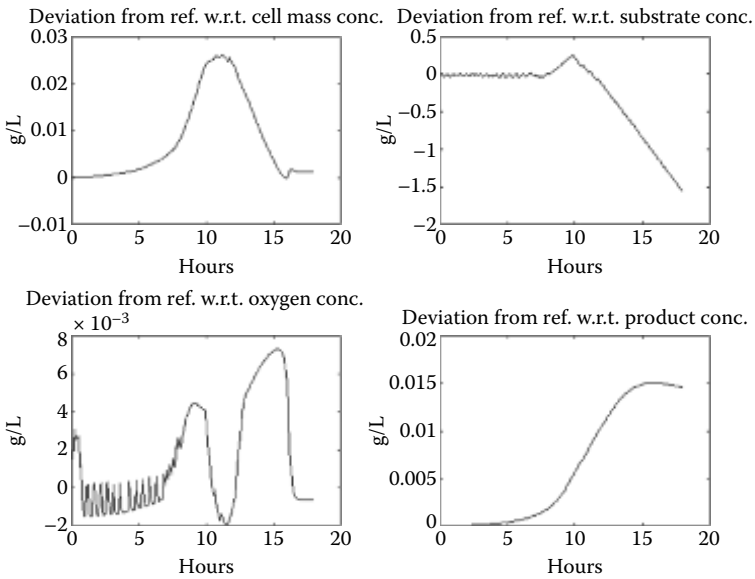 Deviation from ref. w.r.t. cell mass conc.
0.03
0.02
0.01
0
−0.01
g/L
0 5 10 15 20
Hours
Deviation from ref. w.r.t. substrate conc.
0.5
0
−0.5
−1
−1.5
−2
g/L
0 5 10 15 20
Hours
Deviation from ref. w.r.t. oxygen conc.
× 10⁻³
8
6
4
2
0
−2
g/L
0 5 10 15 20
Hours
Deviation from ref. w.r.t. product conc.
0.02
0.015
0.01
0.005
0
g/L
0 5 10 15 20
Hours